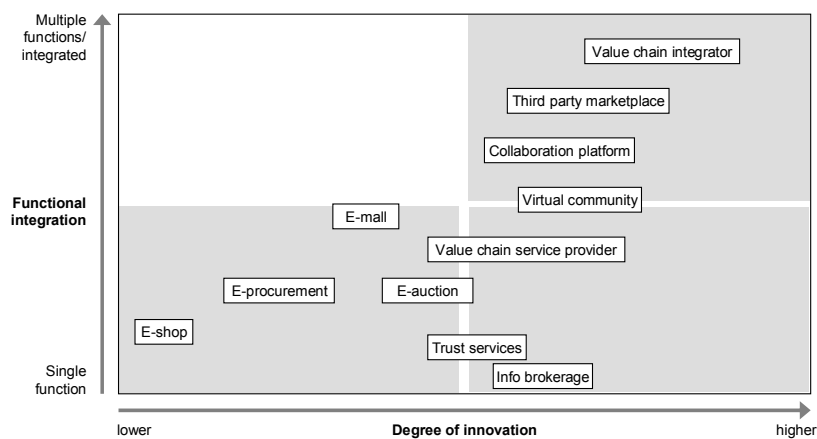 Multiple
functions/
integrated
Value chain integrator
Third party marketplace
Collaboration platform
Functional
integration
Virtual community
E-mall
Value chain service provider
E-procurement
E-auction
E-shop
Trust services
Single
function
Info brokerage
lower
Degree of innovation
higher